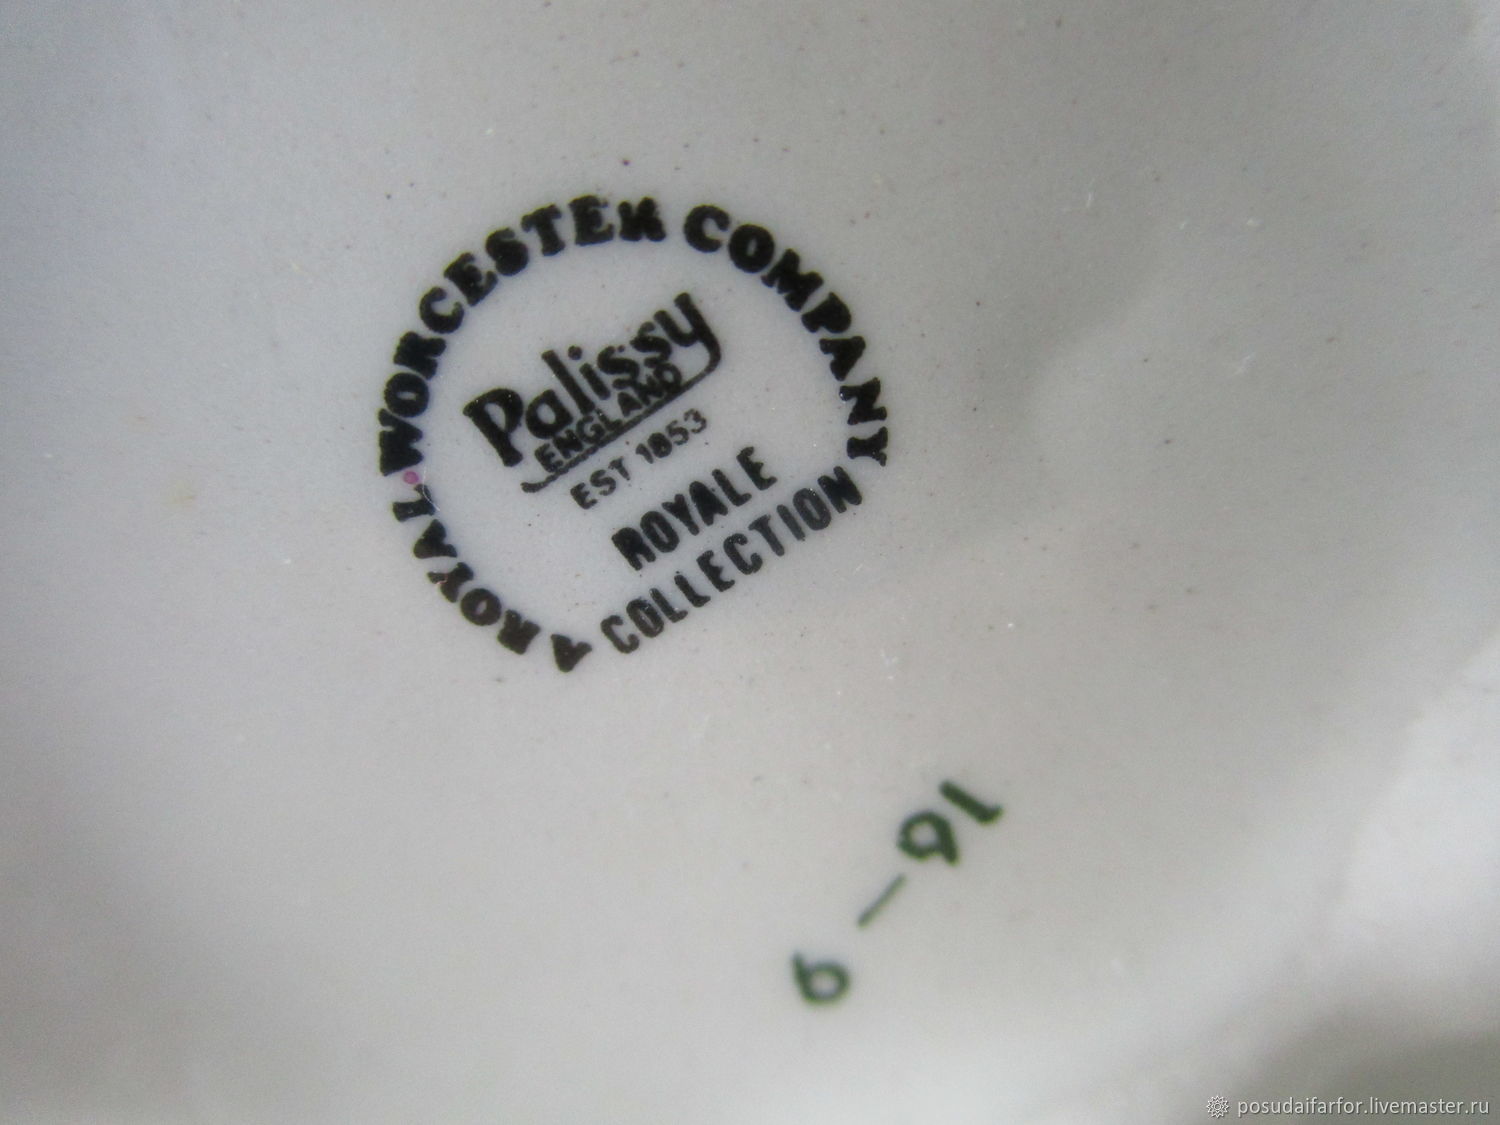 A ROYAL WORCESTER COMPANY
Palissy
ENGLAND
EST 1853
ROYALE
COLLECTION
16 — 9
posudaifarfor.livemaster.ru